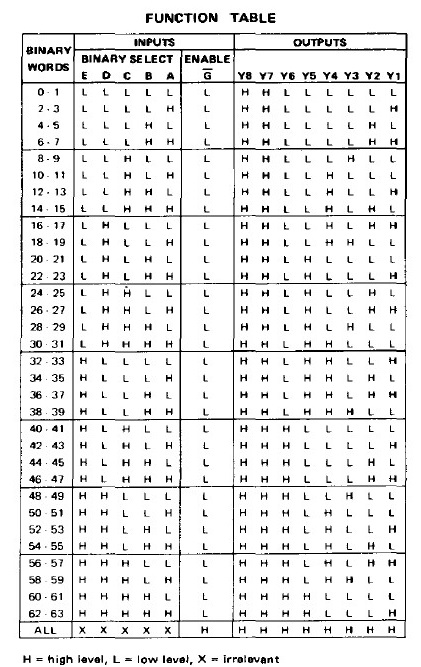 FUNCTION TABLE
BINARY WORDS INPUTS OUTPUTS
BINARY SELECT ENABLE
E D C B A G̅ Y8 Y7 Y6 Y5 Y4 Y3 Y2 Y1
0 - 1 L L L L L L H H L L L L L L
2 - 3 L L L L H L H H L L L L L H
4 - 5 L L L H L L H H L L L L H L
6 - 7 L L L H H L H H L L L L H H
8 - 9 L L H L L L H H L L L H L L
10 - 11 L L H L H L H H L L H L L L
12 - 13 L L H H L L H H L L H L L H
14 - 15 L L H H H L H H L L H L H L
16 - 17 L H L L L L H H L L H L H H
18 - 19 L H L L H L H H L L H H L L
20 - 21 L H L H L L H H L H L L L L
22 - 23 L H L H H L H H L H L L L H
24 - 25 L H H L L L H H L H L L H L
26 - 27 L H H L H L H H L H L L H H
28 - 29 L H H H L L H H L H L H L L
30 - 31 L H H H H L H H L H H L L L
32 - 33 H L L L L L H H L H H L L H
34 - 35 H L L L H L H H L H H L H L
36 - 37 H L L H L L H H L H H L H H
38 - 39 H L L H H L H H L H H H L L
40 - 41 H L H L L L H H H L L L L L
42 - 43 H L H L H L H H H L L L L H
44 - 45 H L H H L L H H H L L L H L
46 - 47 H L H H H L H H H L L L H H
48 - 49 H H L L L L H H H L L H L L
50 - 51 H H L L H L H H H L H L L L
52 - 53 H H L H L L H H H L H L L H
54 - 55 H H L H H L H H H L H L H L
56 - 57 H H H L L L H H H L H L H H
58 - 59 H H H L H L H H H L H H L L
60 - 61 H H H H L L H H H H L L L L
62 - 63 H H H H H L H H H H L L L H
ALL X X X X X H H H H H H H H H
H = high level, L = low level, X = irrelevant